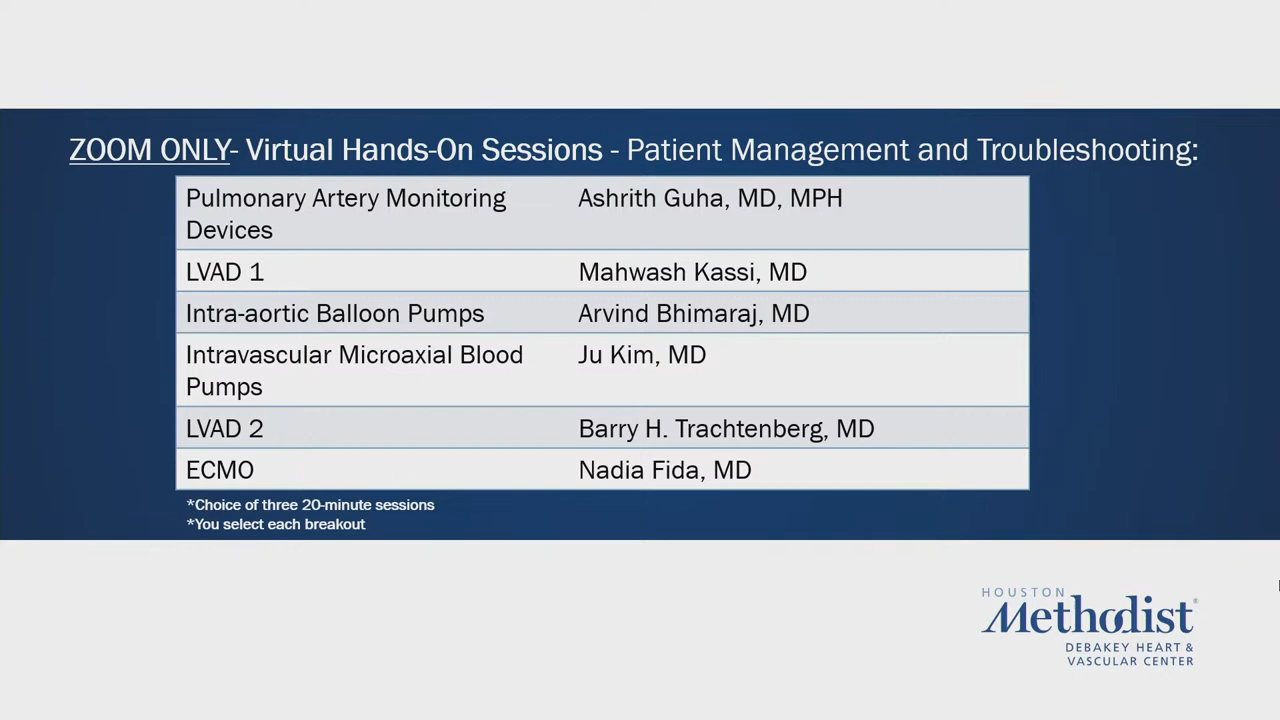 ZOOM ONLY- Virtual Hands-On Sessions - Patient Management and Troubleshooting:
Pulmonary Artery Monitoring Devices
Ashrith Guha, MD, MPH
LVAD 1
Mahwash Kassi, MD
Intra-aortic Balloon Pumps
Arvind Bhimaraj, MD
Intravascular Microaxial Blood Pumps
Ju Kim, MD
LVAD 2
Barry H. Trachtenberg, MD
ECMO
Nadia Fida, MD
*Choice of three 20-minute sessions
*You select each breakout
HOUSTON
Methodist®
DEBAKEY HEART &
VASCULAR CENTER